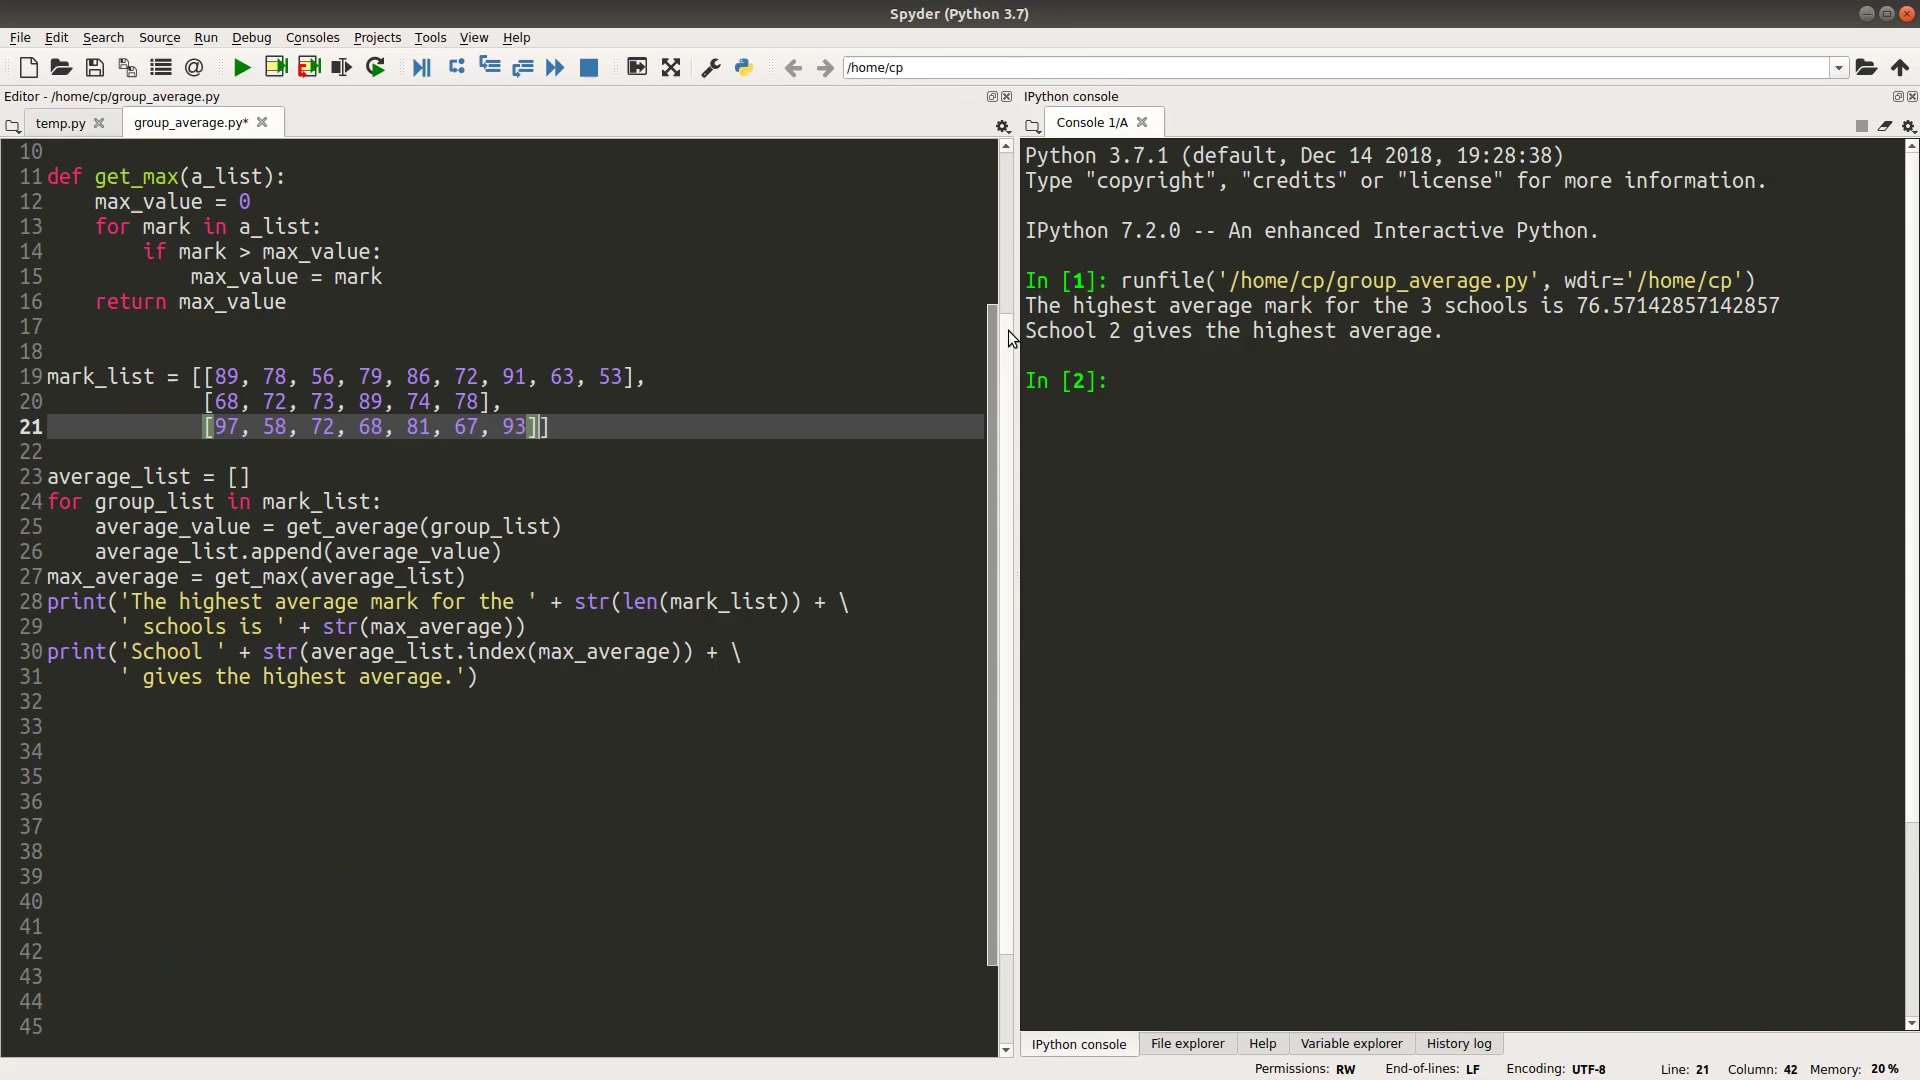 Spyder (Python 3.7)
File Edit Search Source Run Debug Consoles Projects Tools View Help
/home/cp
Editor - /home/cp/group_average.py
temp.py
group_average.py*
10
11 def get_max(a_list):
12     max_value = 0
13     for mark in a_list:
14         if mark > max_value:
15             max_value = mark
16     return max_value
17
18
19 mark_list = [[89, 78, 56, 79, 86, 72, 91, 63, 53],
20              [68, 72, 73, 89, 74, 78],
21              [97, 58, 72, 68, 81, 67, 93]]
22
23 average_list = []
24 for group_list in mark_list:
25     average_value = get_average(group_list)
26     average_list.append(average_value)
27 max_average = get_max(average_list)
28 print('The highest average mark for the ' + str(len(mark_list)) + \
29       ' schools is ' + str(max_average))
30 print('School ' + str(average_list.index(max_average)) + \
31       ' gives the highest average.')
32
33
34
35
36
37
38
39
40
41
42
43
44
45
IPython console
Console 1/A
Python 3.7.1 (default, Dec 14 2018, 19:28:38)
Type "copyright", "credits" or "license" for more information.
IPython 7.2.0 -- An enhanced Interactive Python.
In [1]: runfile('/home/cp/group_average.py', wdir='/home/cp')
The highest average mark for the 3 schools is 76.57142857142857
School 2 gives the highest average.
In [2]:
IPython console File explorer Help Variable explorer History log
Permissions: RW End-of-lines: LF Encoding: UTF-8 Line: 21 Column: 42 Memory: 20 %